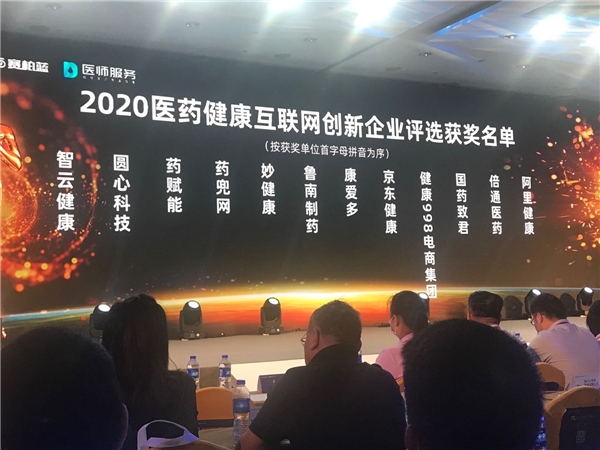 赛柏蓝
医师服务
2020医药健康互联网创新企业评选获奖名单
(按获奖单位首字母拼音为序)
阿里健康
倍通医药
国药致君
健康998电商集团
京东健康
康爱多
鲁南制药
妙健康
药兜网
药赋能
圆心科技
智云健康